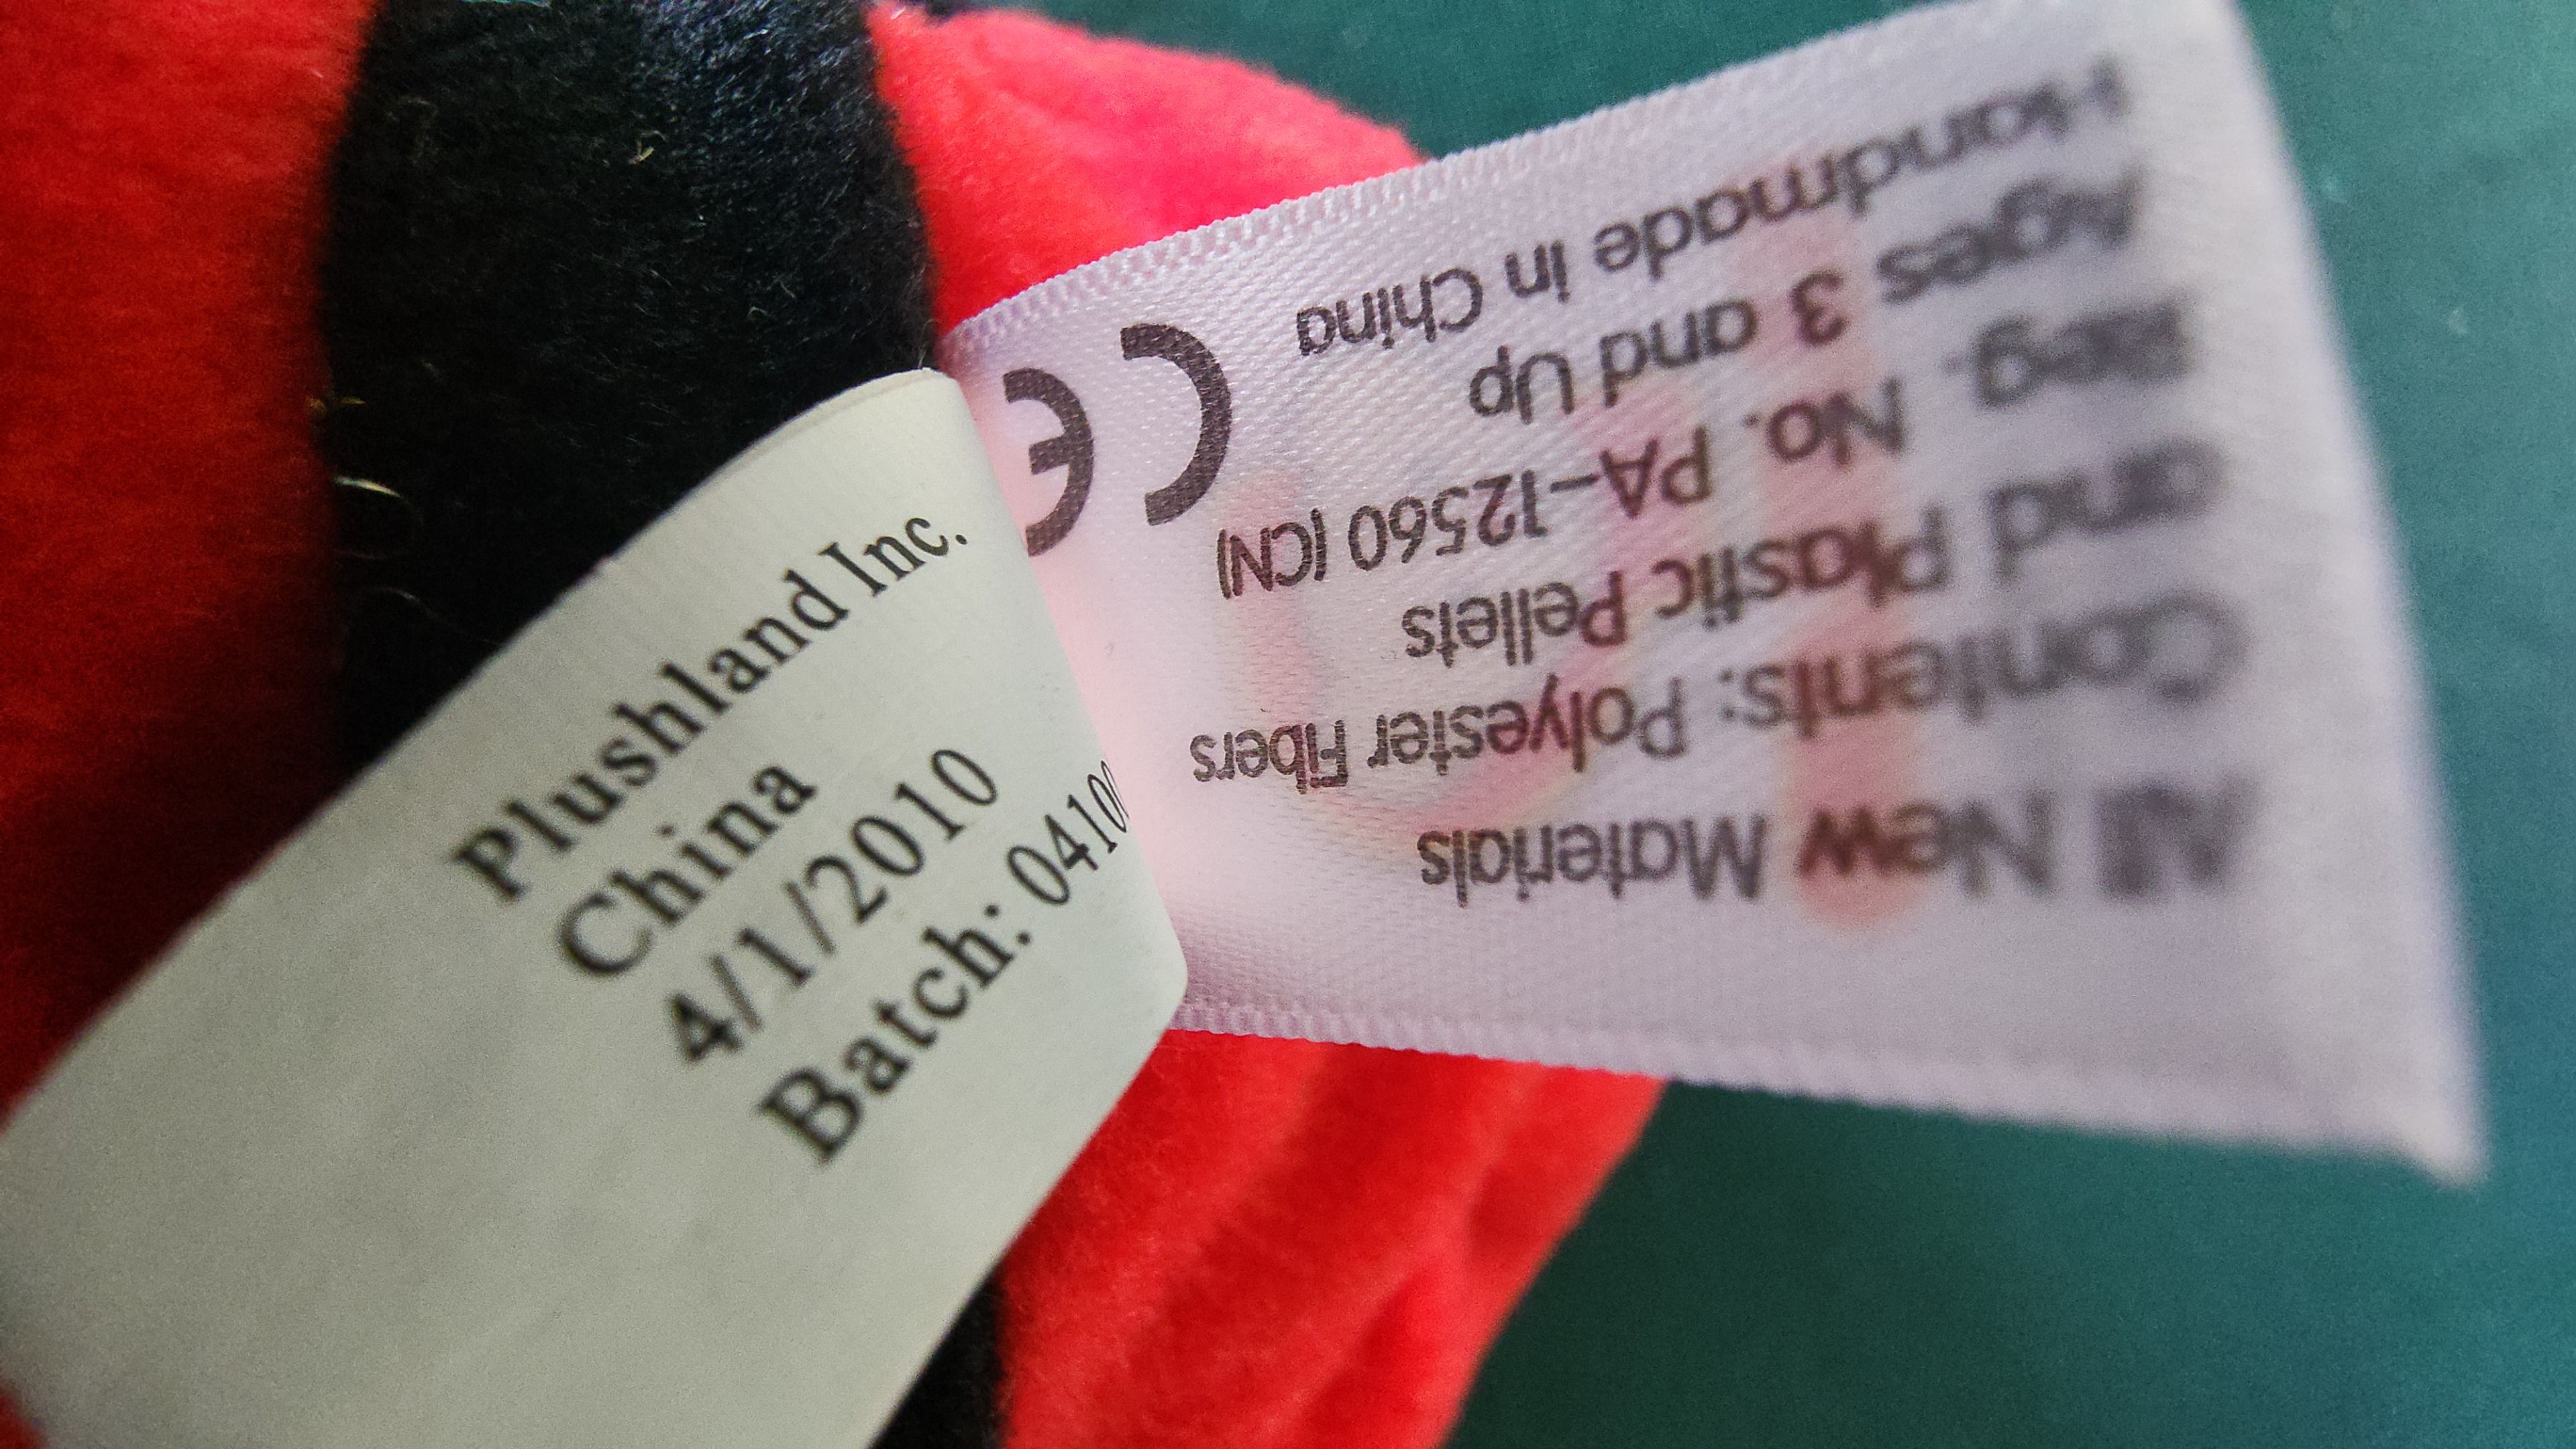 Plushland Inc.
China
4/1/2010
Batch: 0410
All New Materials
Contents: Polyester Fibers
and Plastic Pellets
Reg. No. PA-12560 (CN)
Ages 3 and Up
Handmade in China
CE